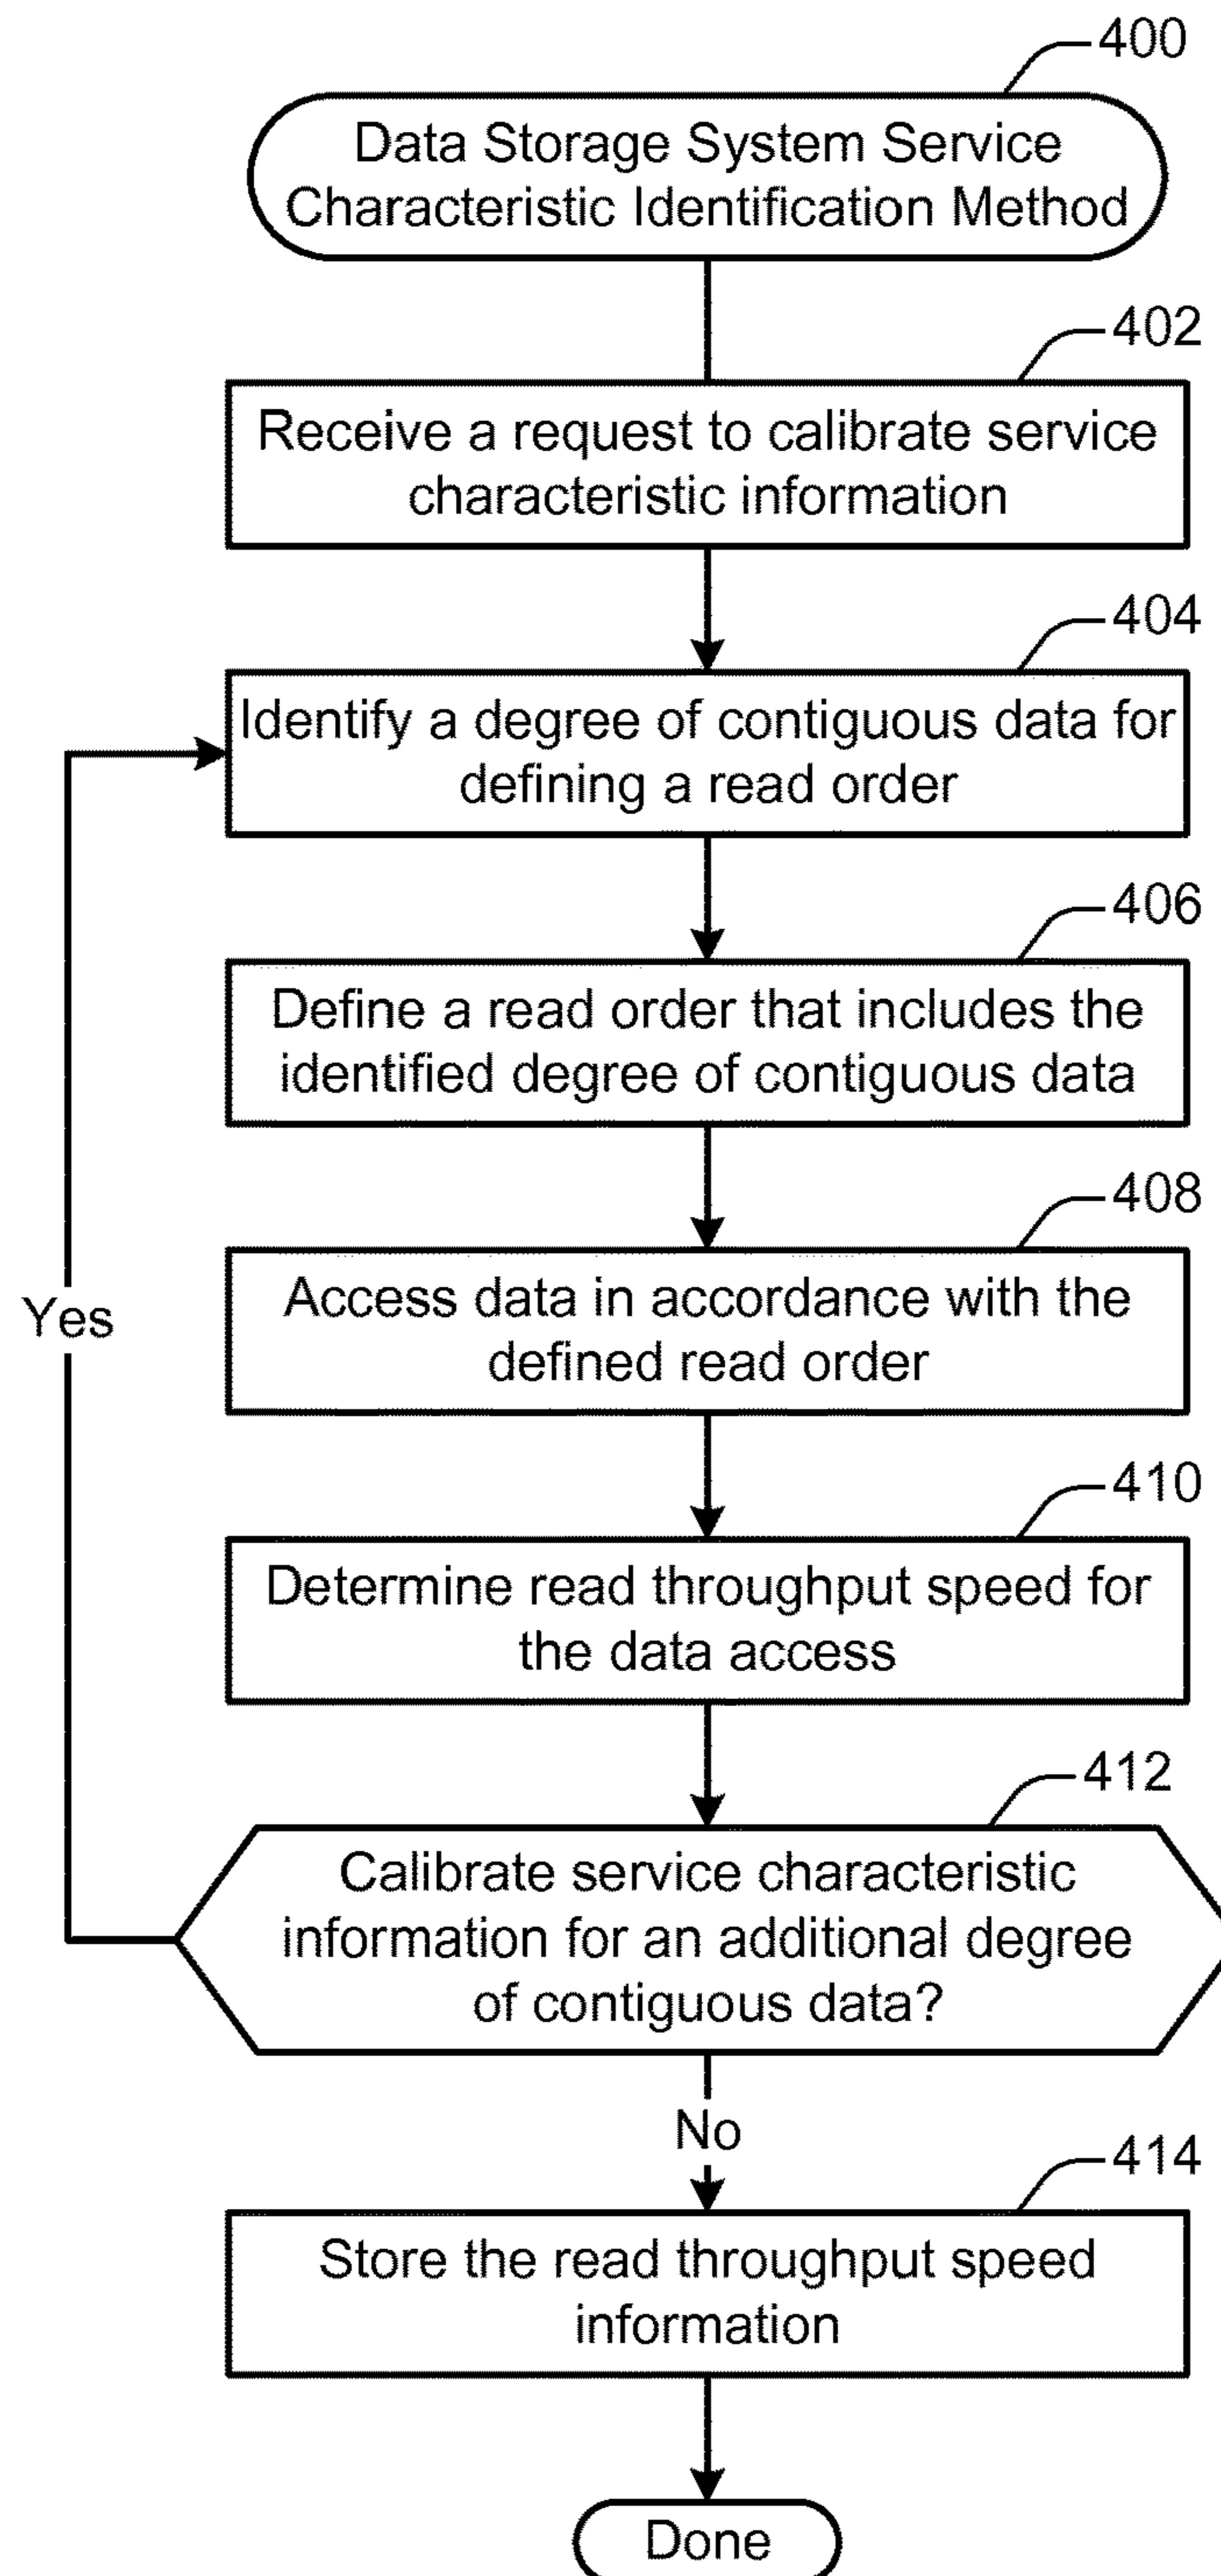 400
Data Storage System Service
Characteristic Identification Method
402
Receive a request to calibrate service
characteristic information
404
Identify a degree of contiguous data for
defining a read order
406
Define a read order that includes the
identified degree of contiguous data
408
Access data in accordance with the
defined read order
Yes
410
Determine read throughput speed for
the data access
412
Calibrate service characteristic
information for an additional degree
of contiguous data?
No
414
Store the read throughput speed
information
Done